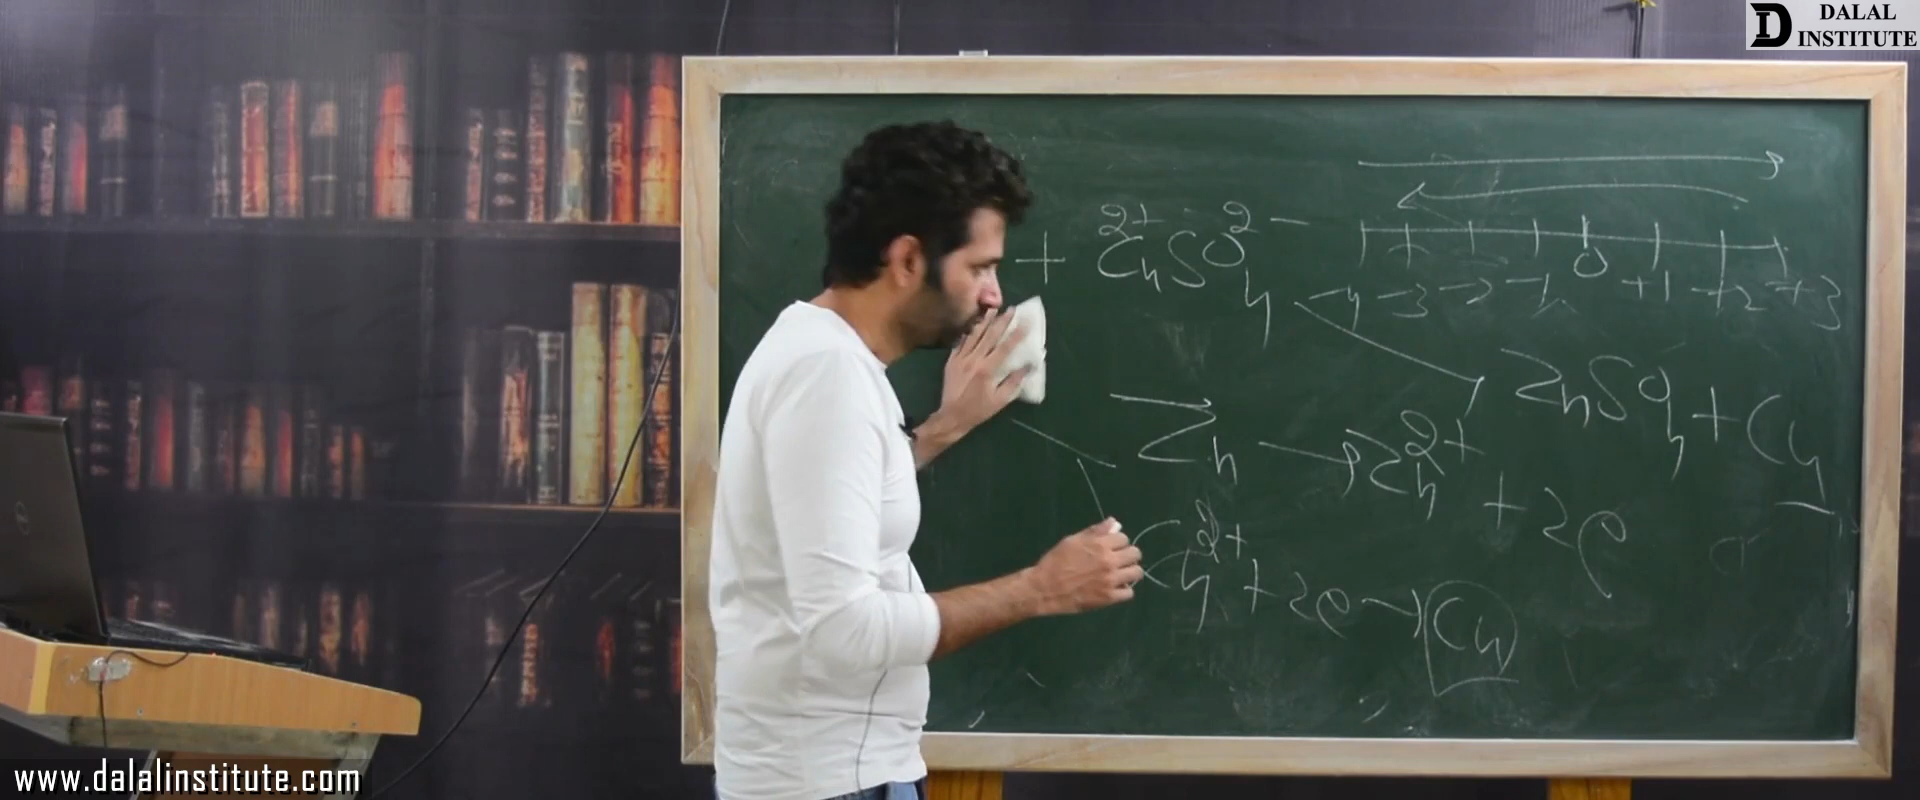 DALAL
INSTITUTE
+ Cu²⁺SO₄²⁻
-4 -3 -2 -1 0 +1 +2 +3
ZnSO₄ + Cu
Zn → Zn²⁺ + 2e
Cu²⁺ + 2e → Cu
www.dalalinstitute.com